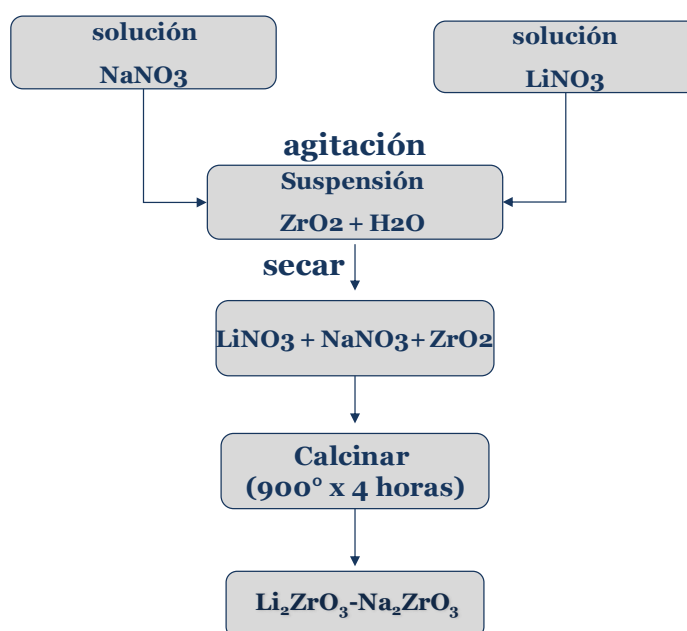 solución
NaNO3
solución
LiNO3
agitación
Suspensión
ZrO2 + H2O
secar
LiNO3 + NaNO3+ ZrO2
Calcinar
(900° x 4 horas)
Li₂ZrO₃-Na₂ZrO₃